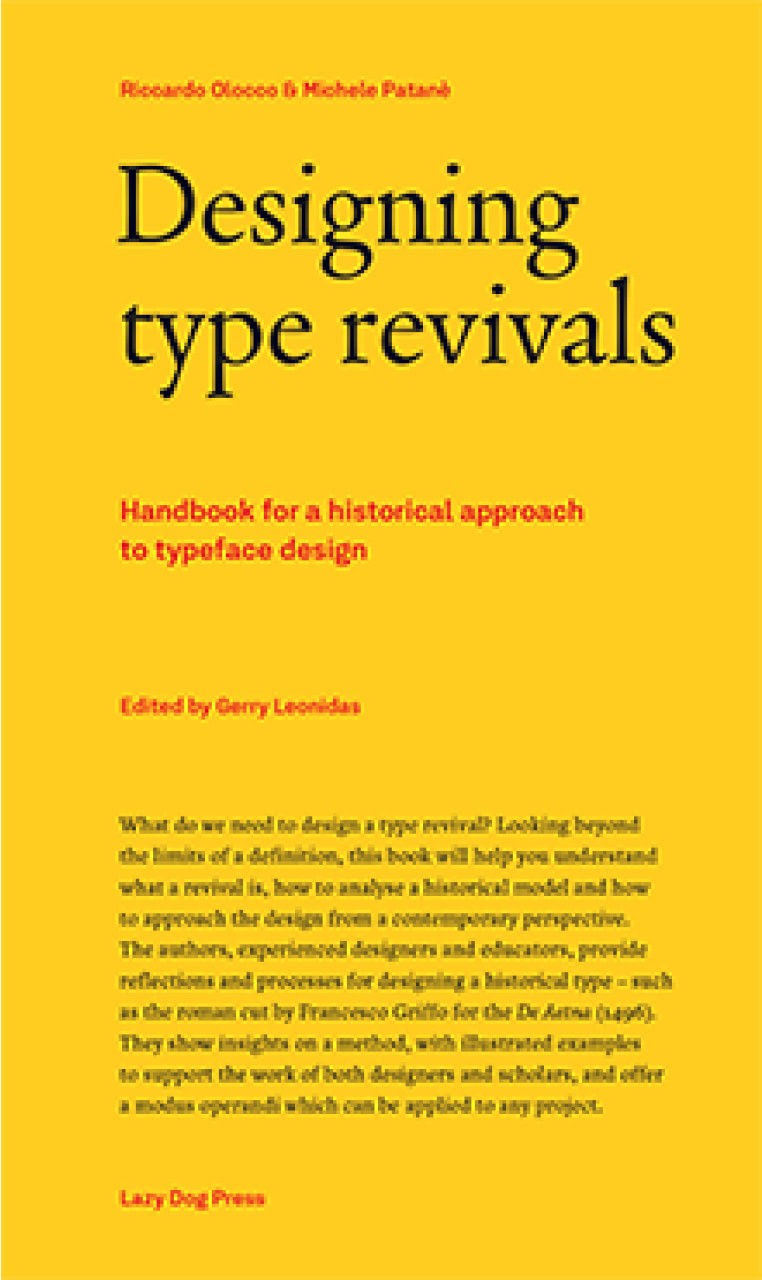 Riccardo Olocco & Michele Patanè
Designing
type revivals
Handbook for a historical approach
to typeface design
Edited by Gerry Leonidas
What do we need to design a type revival? Looking beyond
the limits of a definition, this book will help you understand
what a revival is, how to analyse a historical model and how
to approach the design from a contemporary perspective.
The authors, experienced designers and educators, provide
reflections and processes for designing a historical type – such
as the roman cut by Francesco Griffo for the De Aetna (1496).
They show insights on a method, with illustrated examples
to support the work of both designers and scholars, and offer
a modus operandi which can be applied to any project.
Lazy Dog Press